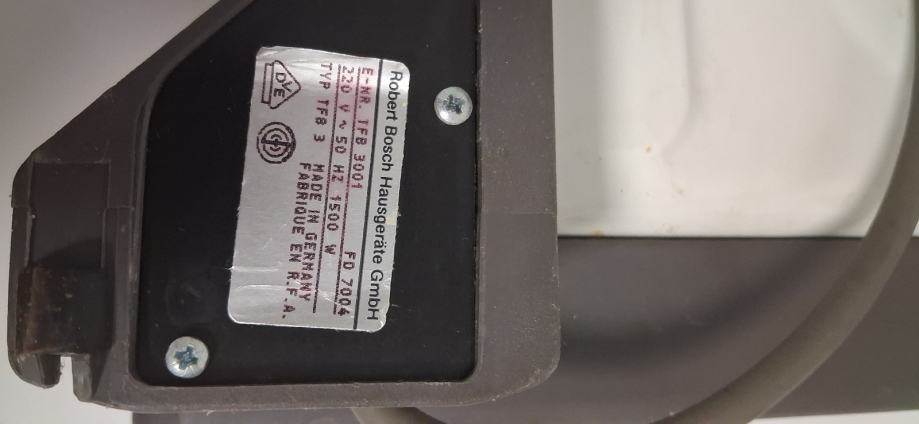 Robert Bosch Hausgeräte GmbH
E-NR. TFB 3001 FD 7004
220 V ~ 50 HZ 1500 W
TYP TFB 3 MADE IN GERMANY
FABRIQUE EN R.F.A.
DVE